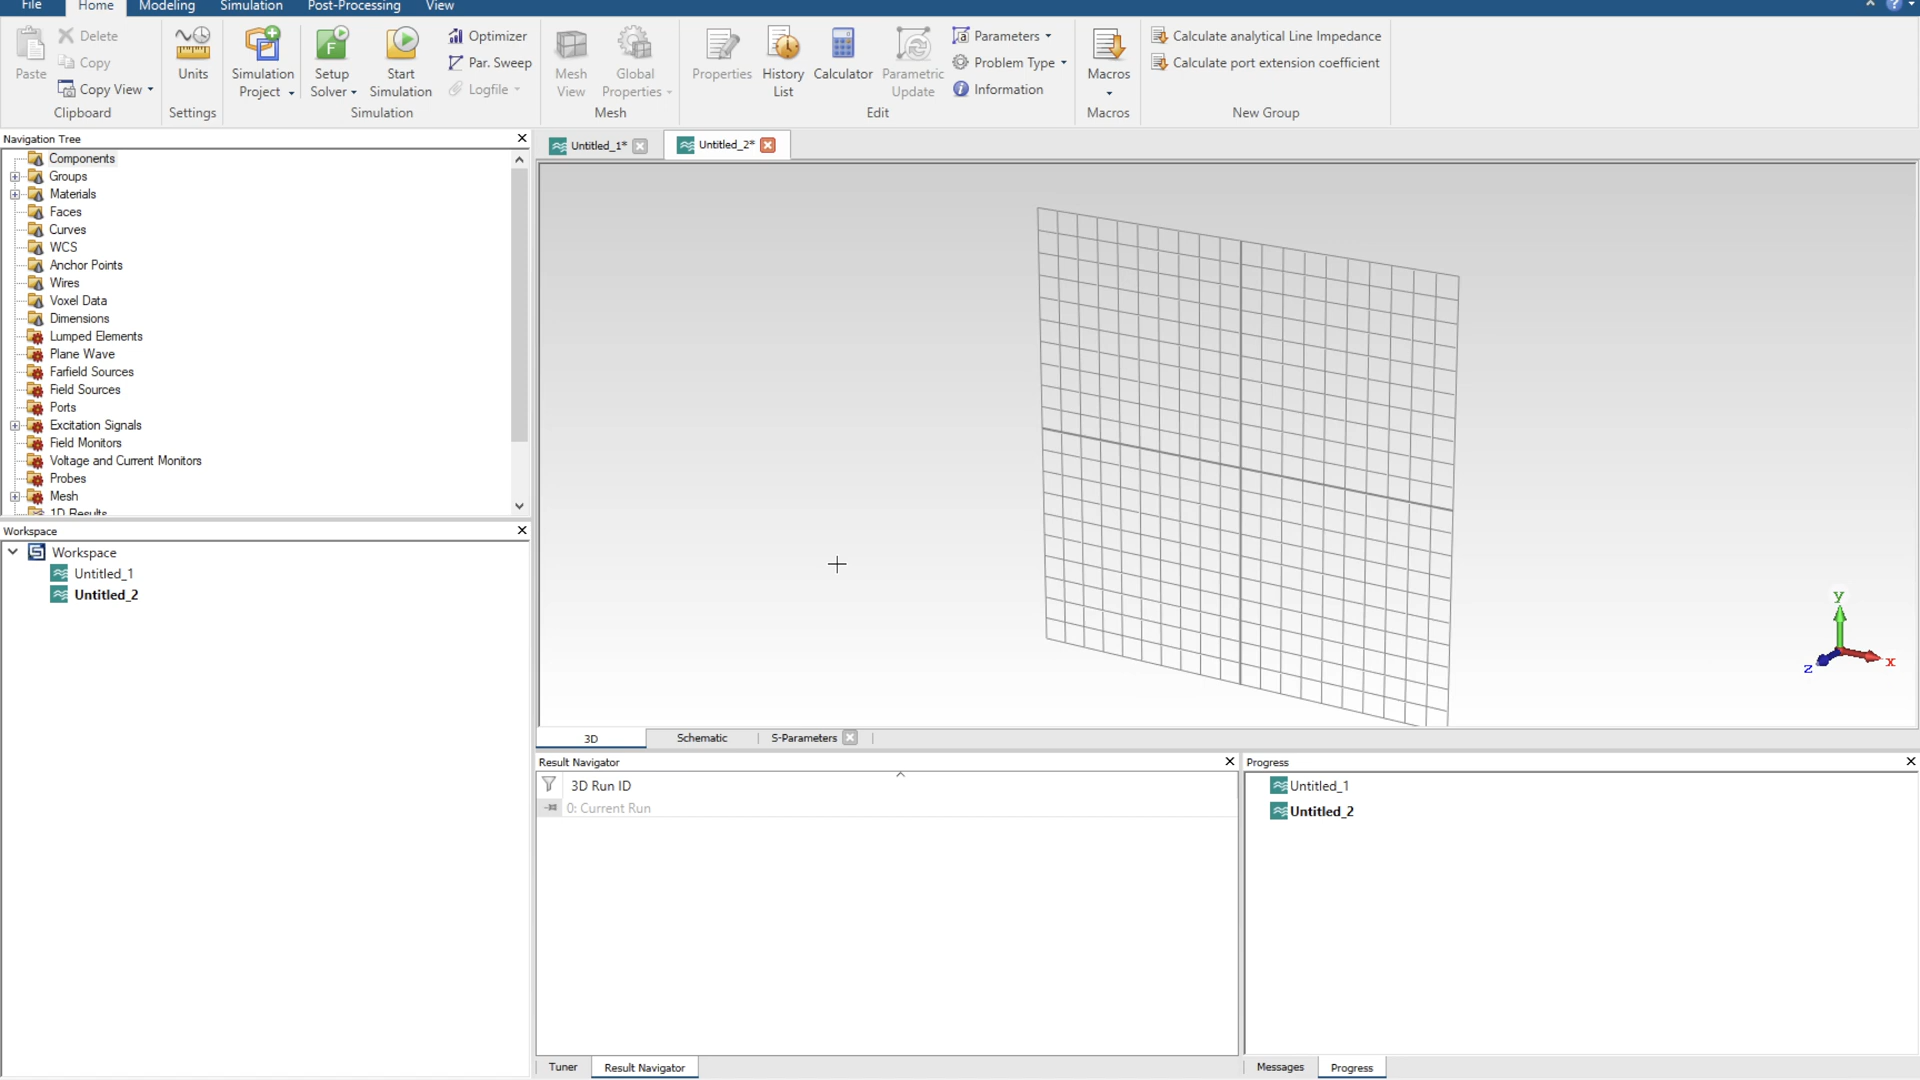 File Home Modeling Simulation Post-Processing View
Paste
Delete
Copy
Copy View
Clipboard
Units
Settings
Simulation Project
Setup Solver
Start Simulation
Optimizer
Par. Sweep
Logfile
Simulation
Mesh View
Global Properties
Mesh
Properties
History List
Calculator
Parametric Update
Parameters
Problem Type
Information
Edit
Macros
Macros
Calculate analytical Line Impedance
Calculate port extension coefficient
New Group
Navigation Tree
Components
Groups
Materials
Faces
Curves
WCS
Anchor Points
Wires
Voxel Data
Dimensions
Lumped Elements
Plane Wave
Farfield Sources
Field Sources
Ports
Excitation Signals
Field Monitors
Voltage and Current Monitors
Probes
Mesh
1D Results
Workspace
Workspace
Untitled_1
Untitled_2
Untitled_1* Untitled_2*
y
z x
3D Schematic S-Parameters
Result Navigator
3D Run ID
0: Current Run
Tuner Result Navigator
Progress
Untitled_1
Untitled_2
Messages Progress